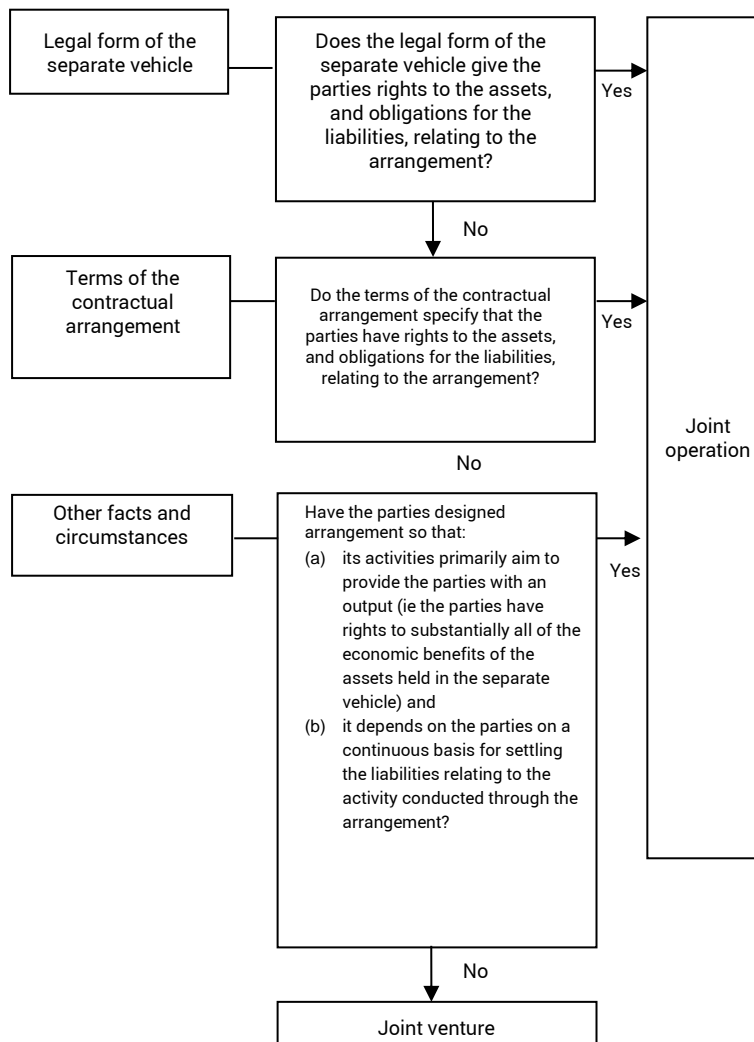 Legal form of the
separate vehicle
Does the legal form of the
separate vehicle give the
parties rights to the assets,
and obligations for the
liabilities, relating to the
arrangement?
Yes
No
Terms of the
contractual
arrangement
Do the terms of the contractual
arrangement specify that the
parties have rights to the assets,
and obligations for the liabilities,
relating to the arrangement?
Yes
Joint
operation
No
Other facts and
circumstances
Have the parties designed
arrangement so that:
(a) its activities primarily aim to
provide the parties with an
output (ie the parties have
rights to substantially all of the
economic benefits of the
assets held in the separate
vehicle) and
(b) it depends on the parties on a
continuous basis for settling
the liabilities relating to the
activity conducted through the
arrangement?
Yes
No
Joint venture